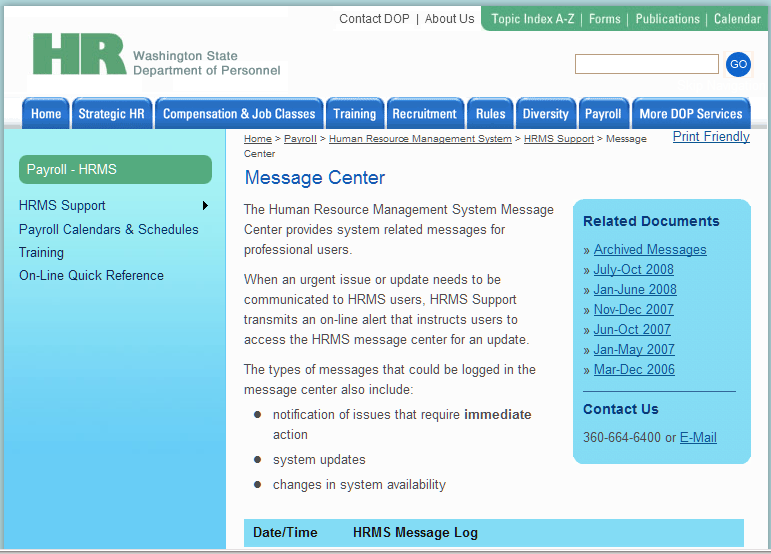 Contact DOP | About Us
Topic Index A-Z | Forms | Publications | Calendar
HR Washington State
Department of Personnel
GO
Home
Strategic HR
Compensation & Job Classes
Training
Recruitment
Rules
Diversity
Payroll
More DOP Services
Home > Payroll > Human Resource Management System > HRMS Support > Message
Center
Print Friendly
Payroll - HRMS
HRMS Support
Payroll Calendars & Schedules
Training
On-Line Quick Reference
Message Center
The Human Resource Management System Message
Center provides system related messages for
professional users.
When an urgent issue or update needs to be
communicated to HRMS users, HRMS Support
transmits an on-line alert that instructs users to
access the HRMS message center for an update.
The types of messages that could be logged in the
message center also include:
● notification of issues that require immediate
action
● system updates
● changes in system availability
Related Documents
» Archived Messages
» July-Oct 2008
» Jan-June 2008
» Nov-Dec 2007
» Jun-Oct 2007
» Jan-May 2007
» Mar-Dec 2006
Contact Us
360-664-6400 or E-Mail
Date/Time HRMS Message Log